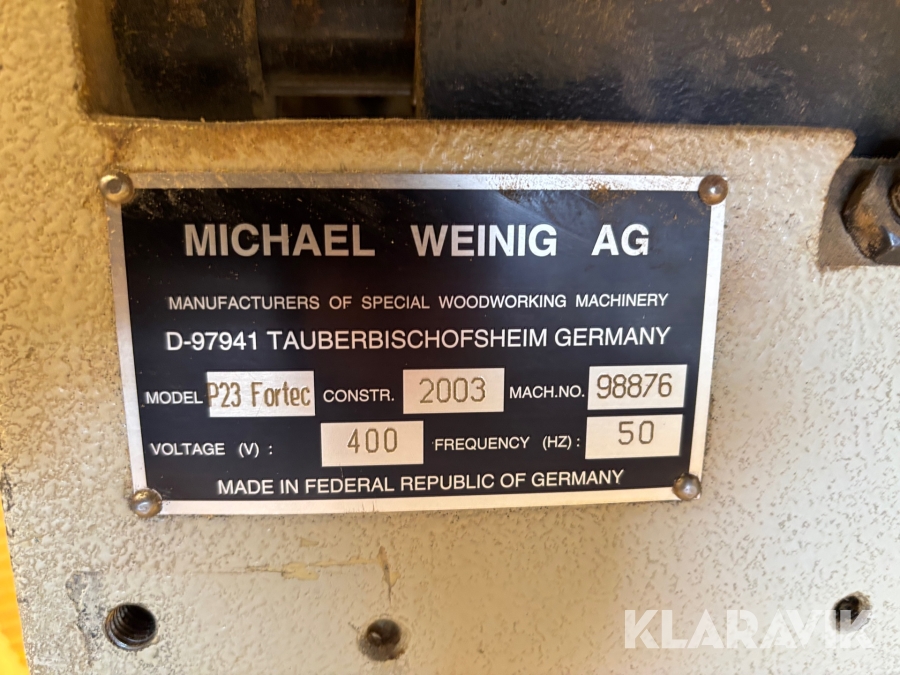 MICHAEL WEINIG AG
MANUFACTURERS OF SPECIAL WOODWORKING MACHINERY
D-97941 TAUBERBISCHOFSHEIM GERMANY
MODEL P23 Fortec CONSTR. 2003 MACH.NO. 98876
VOLTAGE (V) : 400 FREQUENCY (HZ) : 50
MADE IN FEDERAL REPUBLIC OF GERMANY
KLARAVIK